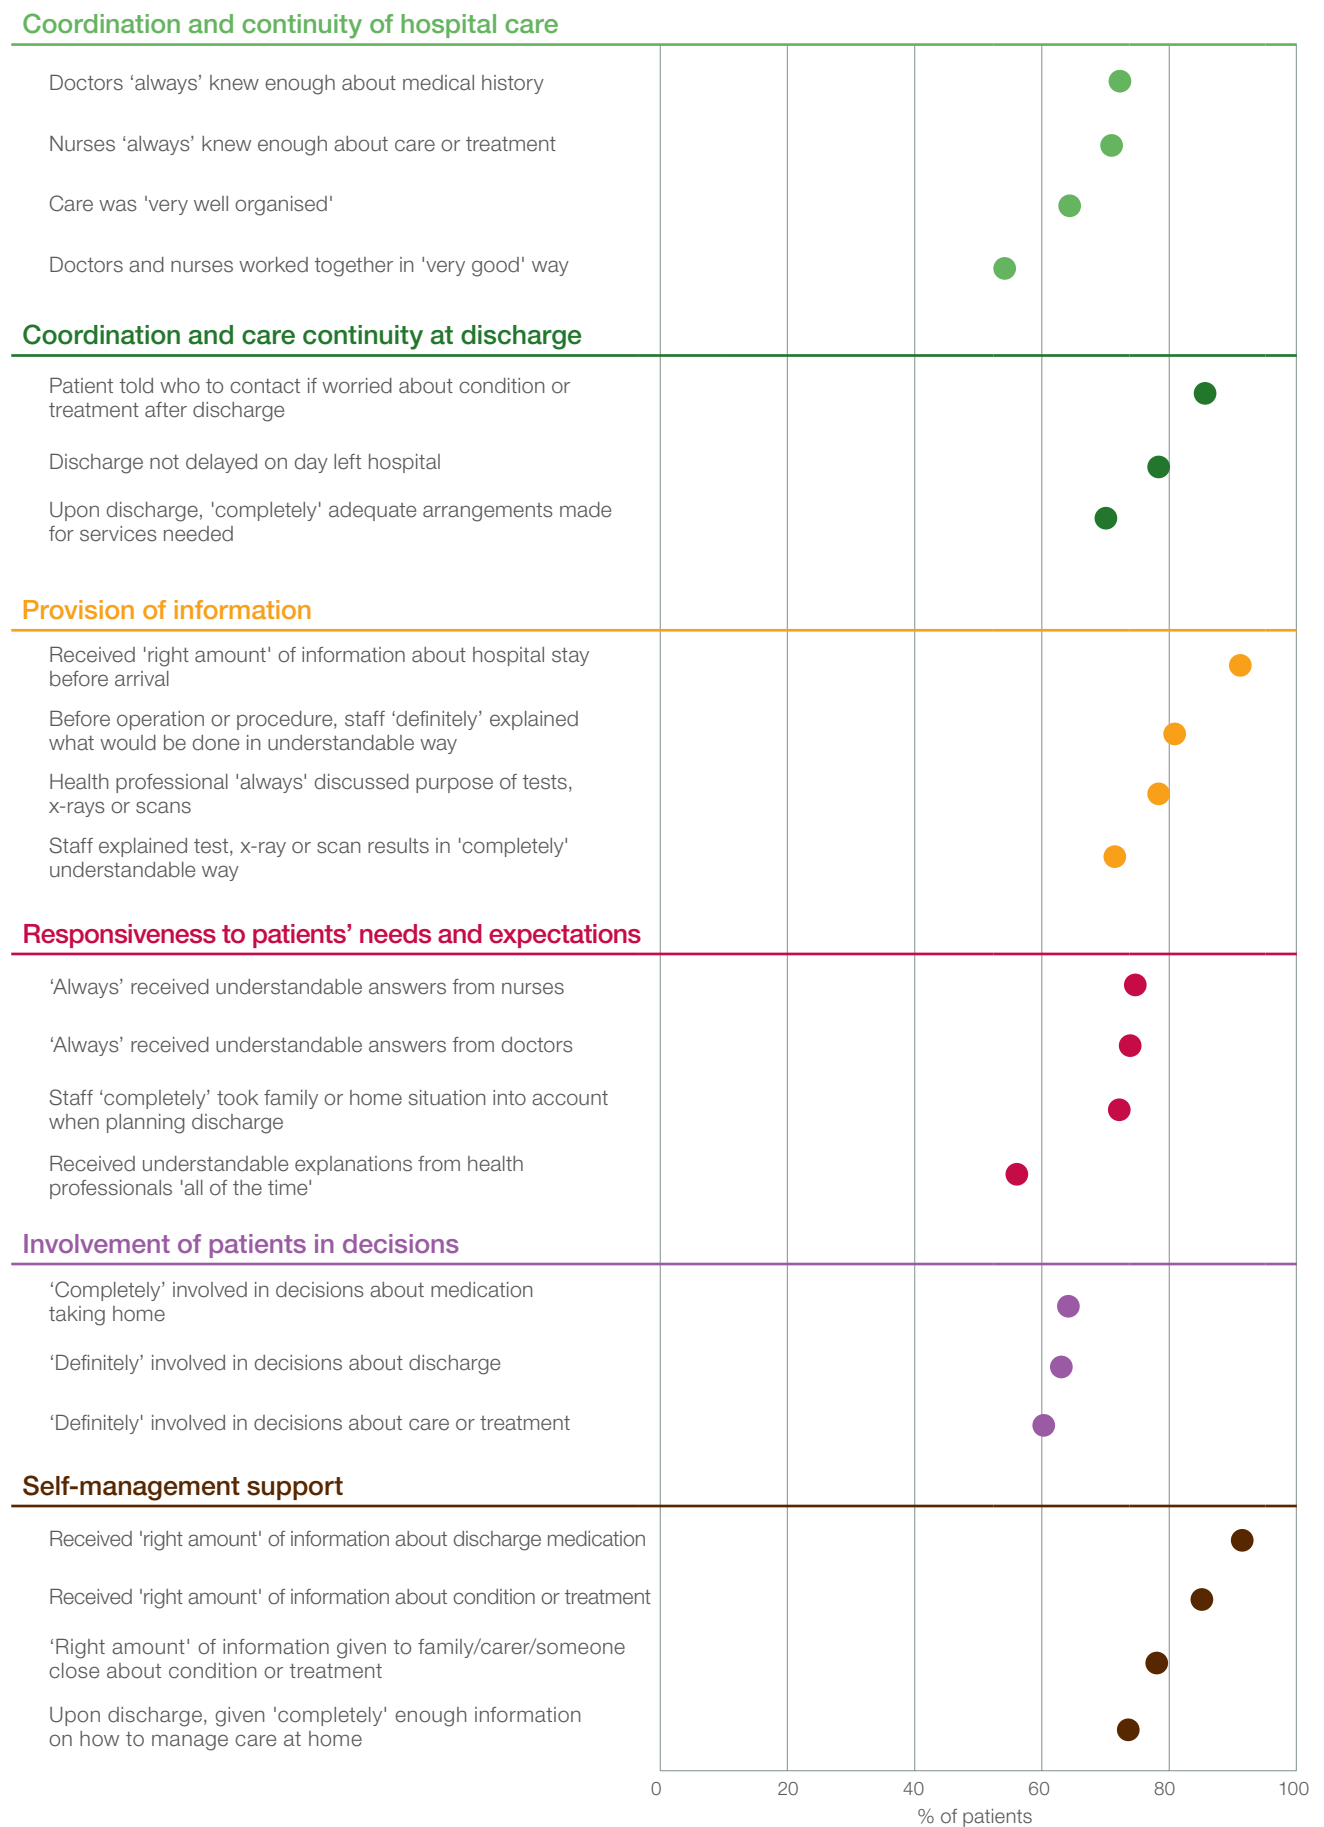 Coordination and continuity of hospital care
Doctors ‘always’ knew enough about medical history
Nurses ‘always’ knew enough about care or treatment
Care was 'very well organised'
Doctors and nurses worked together in 'very good' way
Coordination and care continuity at discharge
Patient told who to contact if worried about condition or
treatment after discharge
Discharge not delayed on day left hospital
Upon discharge, 'completely' adequate arrangements made
for services needed
Provision of information
Received 'right amount' of information about hospital stay
before arrival
Before operation or procedure, staff ‘definitely’ explained
what would be done in understandable way
Health professional 'always' discussed purpose of tests,
x-rays or scans
Staff explained test, x-ray or scan results in 'completely'
understandable way
Responsiveness to patients’ needs and expectations
‘Always’ received understandable answers from nurses
‘Always’ received understandable answers from doctors
Staff ‘completely’ took family or home situation into account
when planning discharge
Received understandable explanations from health
professionals 'all of the time'
Involvement of patients in decisions
‘Completely’ involved in decisions about medication
taking home
‘Definitely’ involved in decisions about discharge
‘Definitely' involved in decisions about care or treatment
Self-management support
Received 'right amount' of information about discharge medication
Received 'right amount' of information about condition or treatment
‘Right amount' of information given to family/carer/someone
close about condition or treatment
Upon discharge, given 'completely' enough information
on how to manage care at home
0 20 40 60 80 100
% of patients